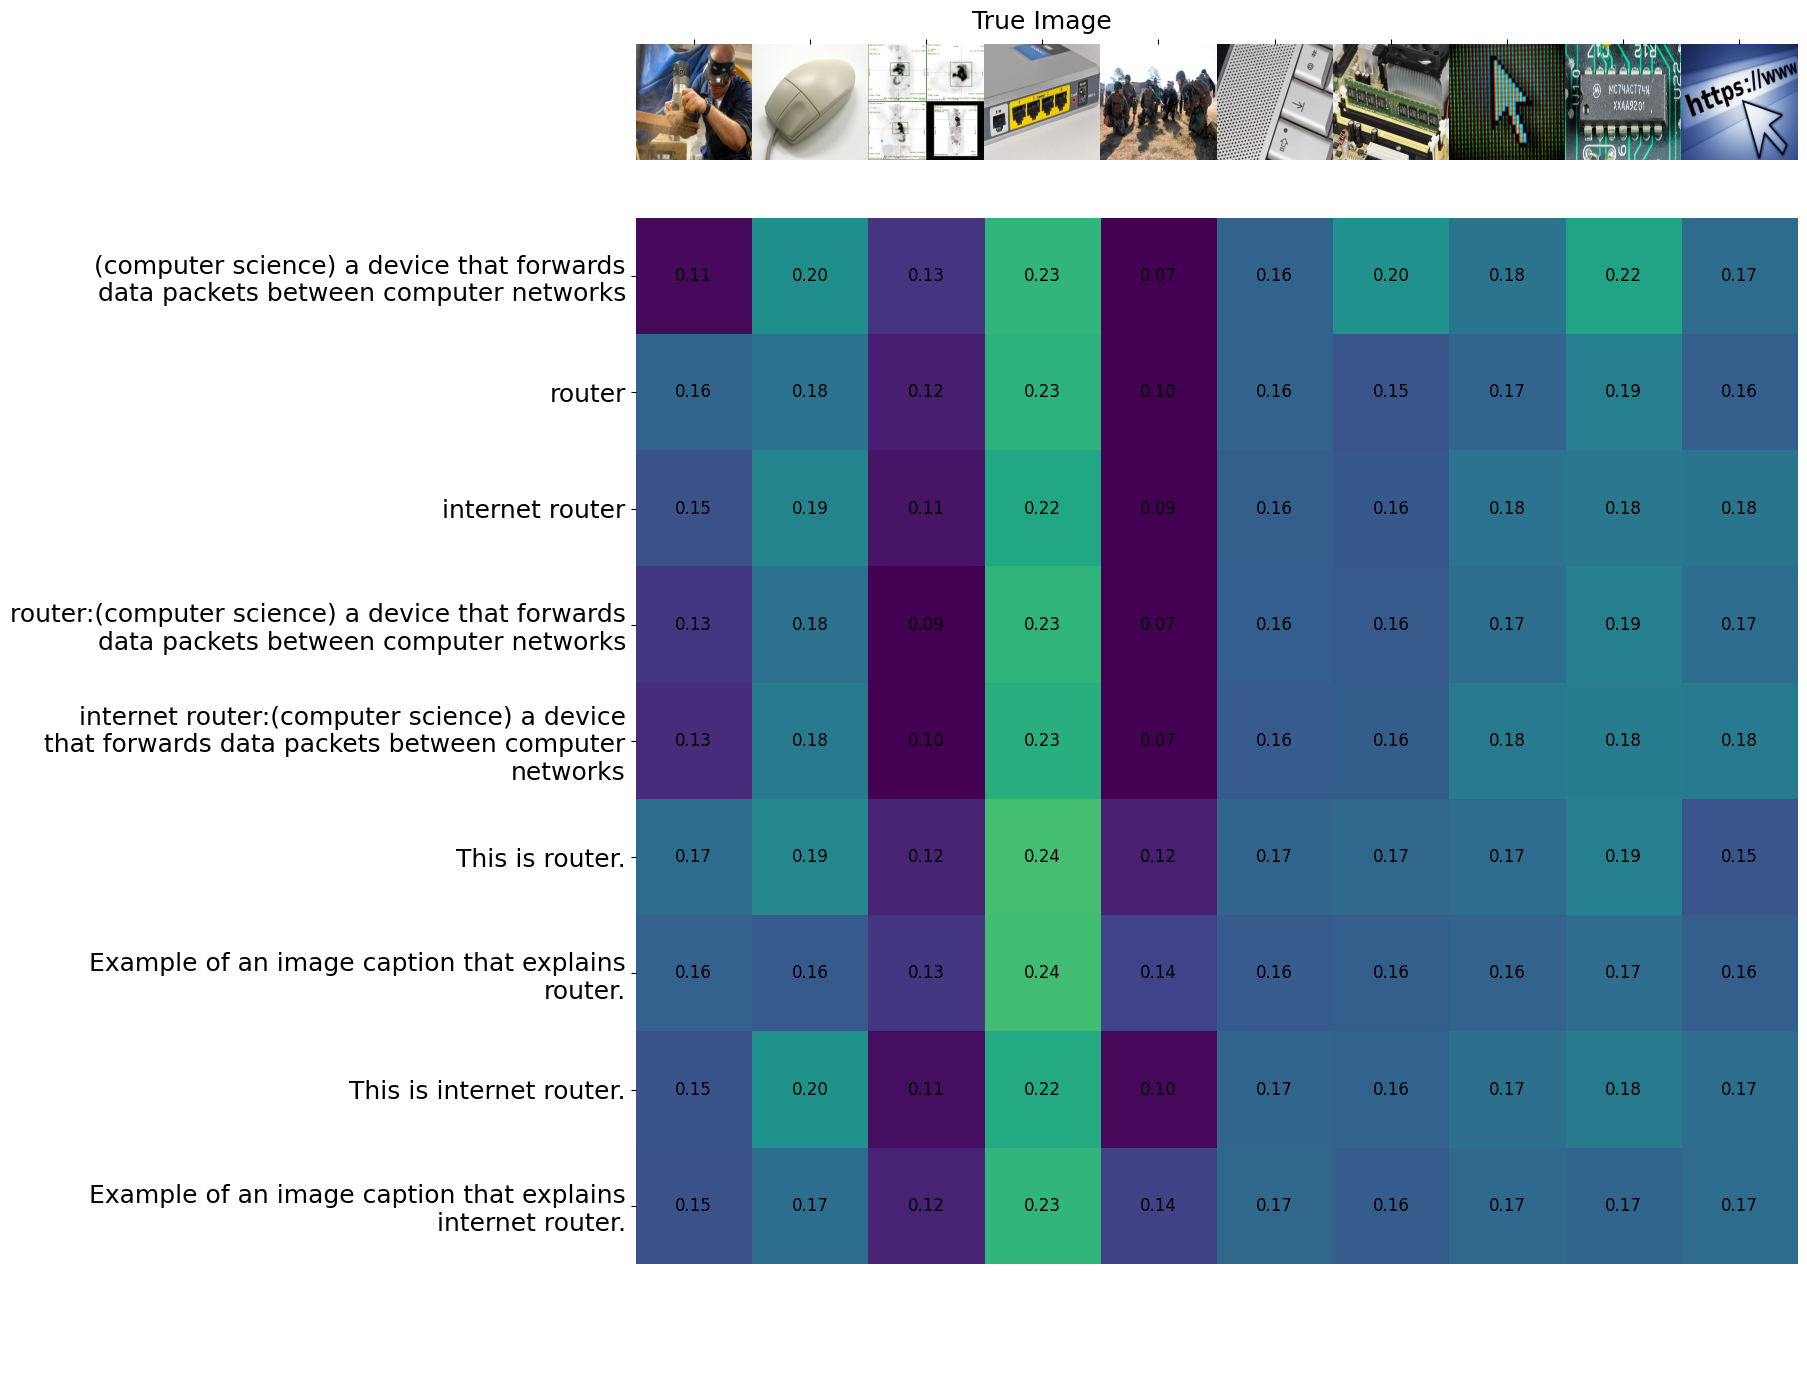 True Image
https://www
MC74ACT74N
XXAA9201
(computer science) a device that forwards
data packets between computer networks
0.11 0.20 0.13 0.23 0.07 0.16 0.20 0.18 0.22 0.17
router
0.16 0.18 0.12 0.23 0.10 0.16 0.15 0.17 0.19 0.16
internet router
0.15 0.19 0.11 0.22 0.09 0.16 0.16 0.18 0.18 0.18
router:(computer science) a device that forwards
data packets between computer networks
0.13 0.18 0.09 0.23 0.07 0.16 0.16 0.17 0.19 0.17
internet router:(computer science) a device
that forwards data packets between computer
networks
0.13 0.18 0.10 0.23 0.07 0.16 0.16 0.18 0.18 0.18
This is router.
0.17 0.19 0.12 0.24 0.12 0.17 0.17 0.17 0.19 0.15
Example of an image caption that explains
router.
0.16 0.16 0.13 0.24 0.14 0.16 0.16 0.16 0.17 0.16
This is internet router.
0.15 0.20 0.11 0.22 0.10 0.17 0.16 0.17 0.18 0.17
Example of an image caption that explains
internet router.
0.15 0.17 0.12 0.23 0.14 0.17 0.16 0.17 0.17 0.17